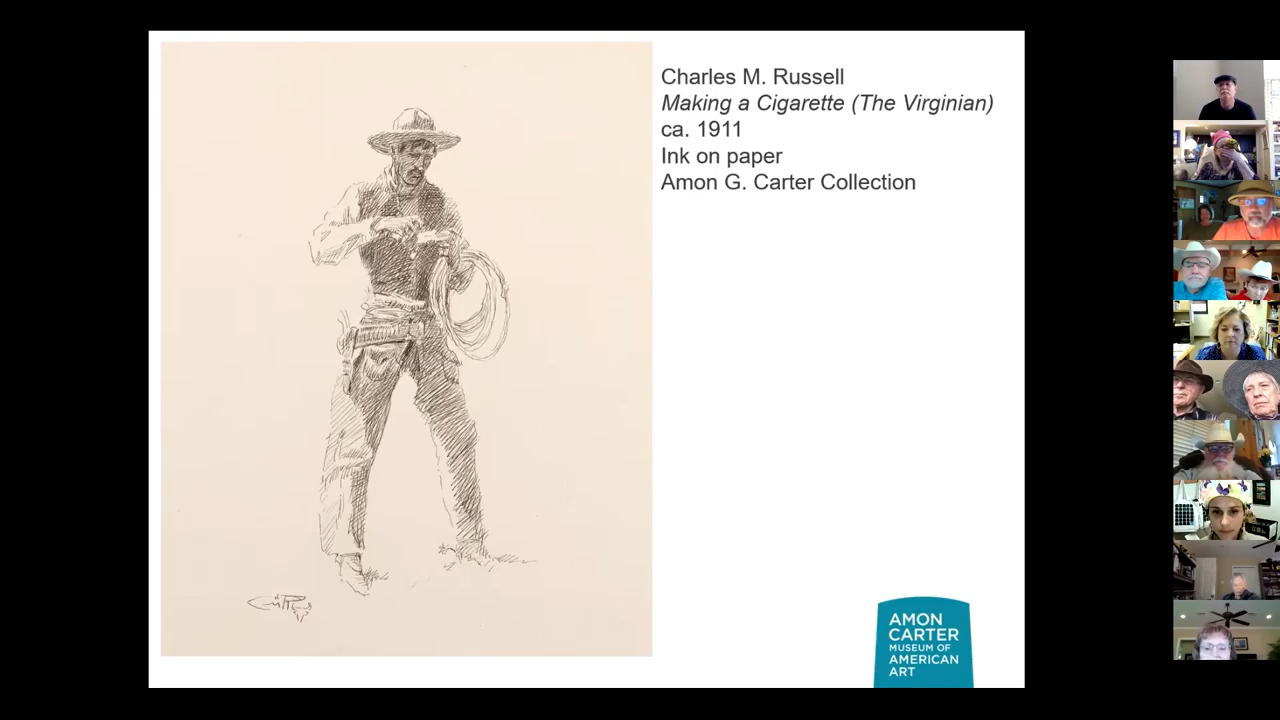 Charles M. Russell
Making a Cigarette (The Virginian)
ca. 1911
Ink on paper
Amon G. Carter Collection
AMON
CARTER
MUSEUM OF
AMERICAN
ART